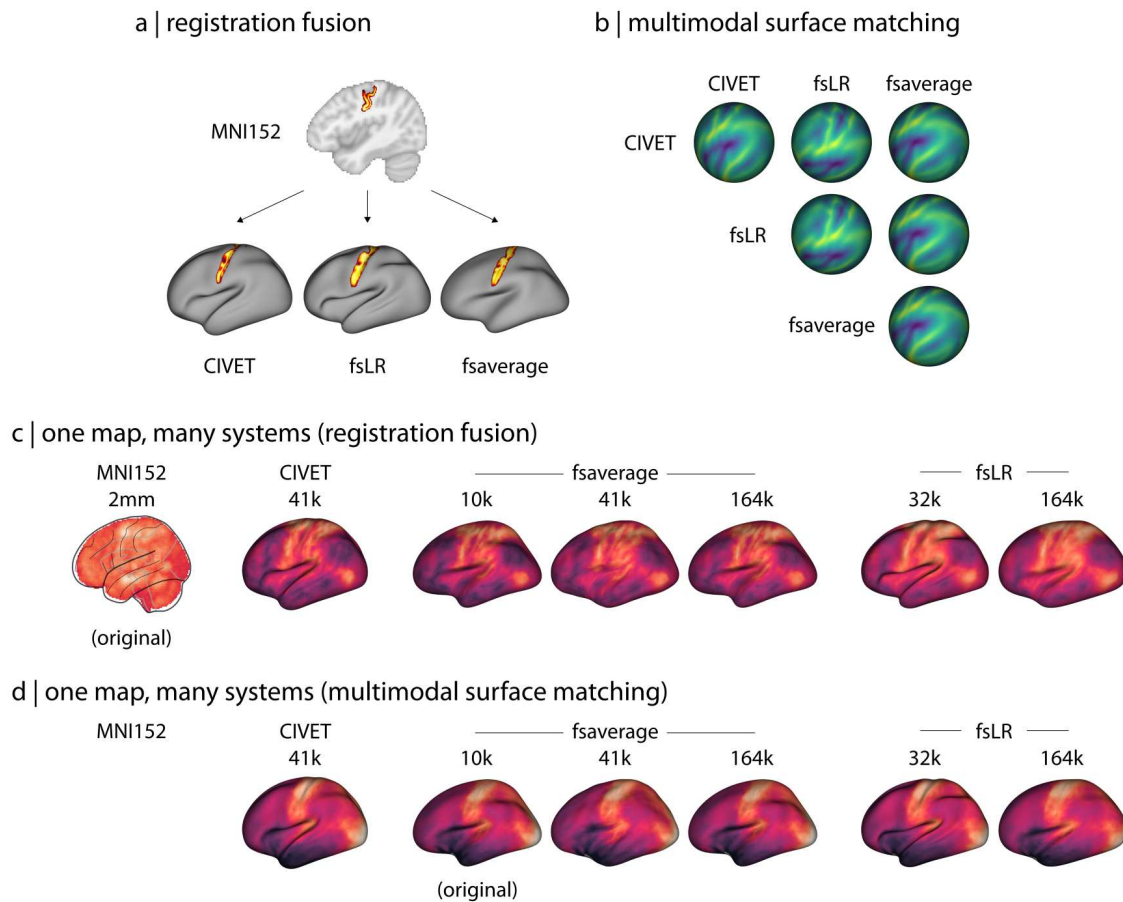 a | registration fusion
MNI152
CIVET
fsLR
fsaverage
b | multimodal surface matching
CIVET
fsLR
fsaverage
CIVET
fsLR
fsaverage
c | one map, many systems (registration fusion)
MNI152
CIVET
fsaverage
fsLR
2mm
41k
10k
41k
164k
32k
164k
(original)
d | one map, many systems (multimodal surface matching)
MNI152
CIVET
fsaverage
fsLR
41k
10k
41k
164k
32k
164k
(original)